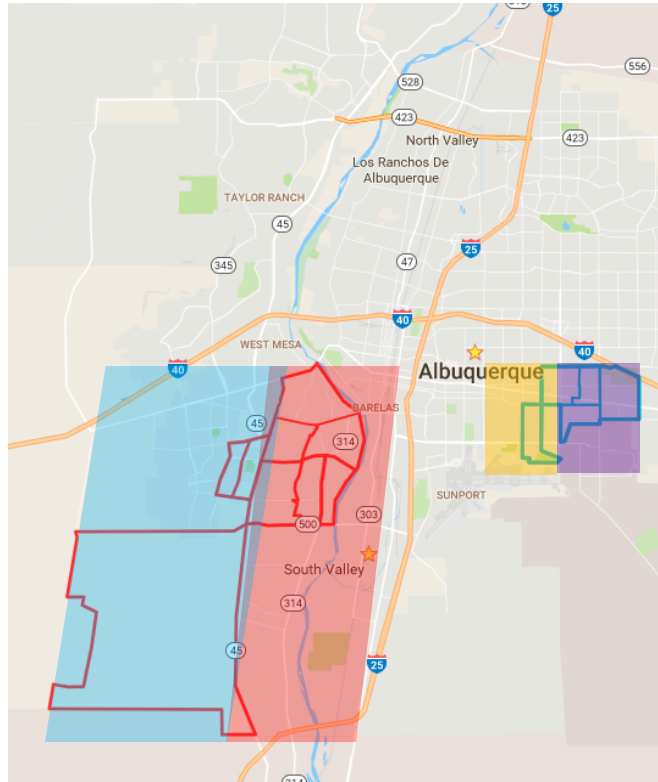 25
556
528
423
423
North Valley
Los Ranchos De
Albuquerque
TAYLOR RANCH
45
25
345
47
40
40
WEST MESA
40
Albuquerque
BARELAS
45
314
SUNPORT
303
500
South Valley
314
45
25
314